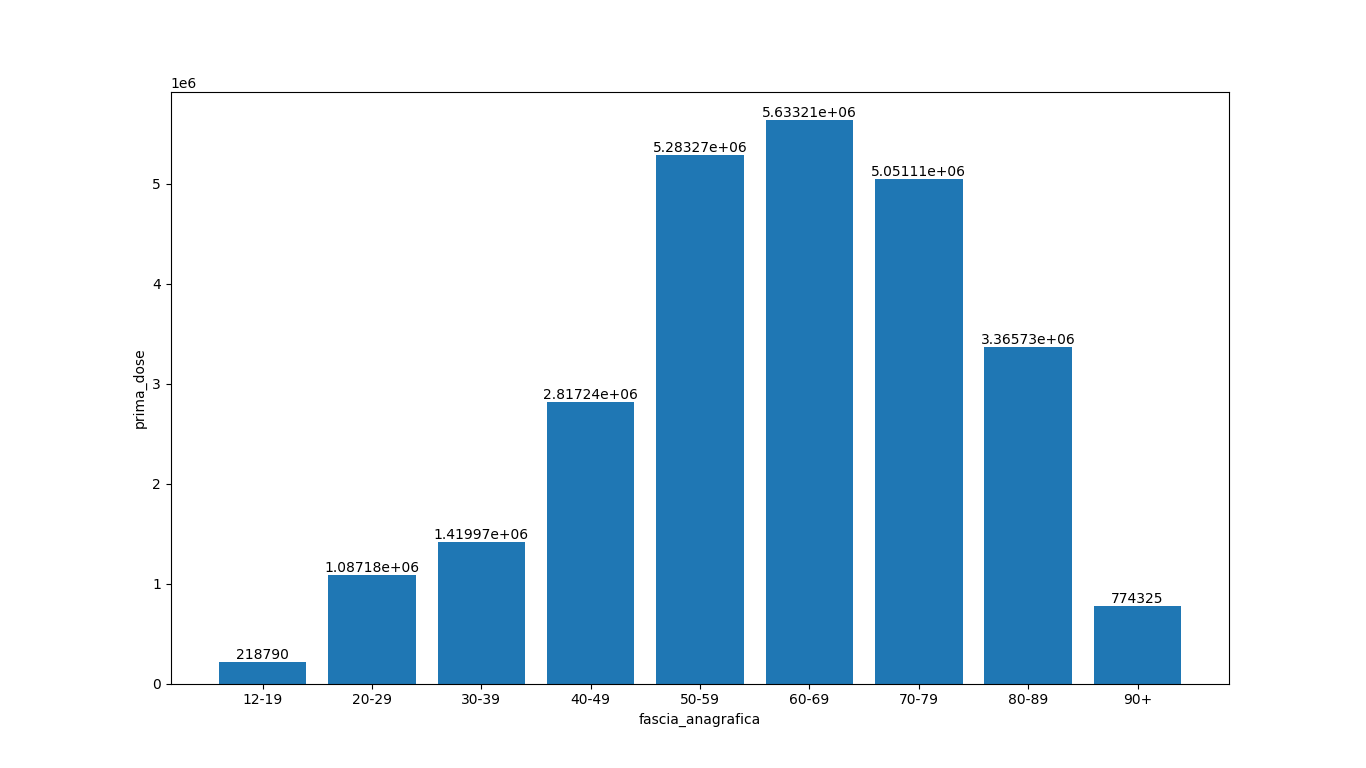 1e6
5.63321e+06
5.28327e+06
5.05111e+06
3.36573e+06
2.81724e+06
1.41997e+06
1.08718e+06
774325
218790
5
4
3
2
1
0
prima_dose
12-19 20-29 30-39 40-49 50-59 60-69 70-79 80-89 90+
fascia_anagrafica